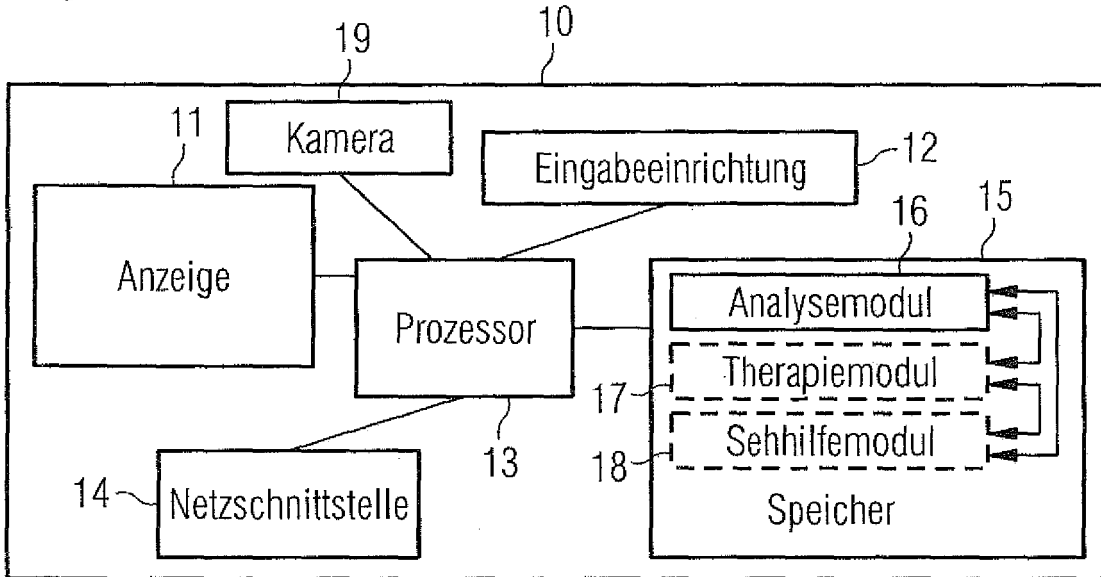 10
19
Kamera
11
Eingabeeinrichtung
12
15
16
Anzeige
Analysemodul
Prozessor
Therapiemodul
17
Sehhilfemodul
18
13
14
Netzschnittstelle
Speicher